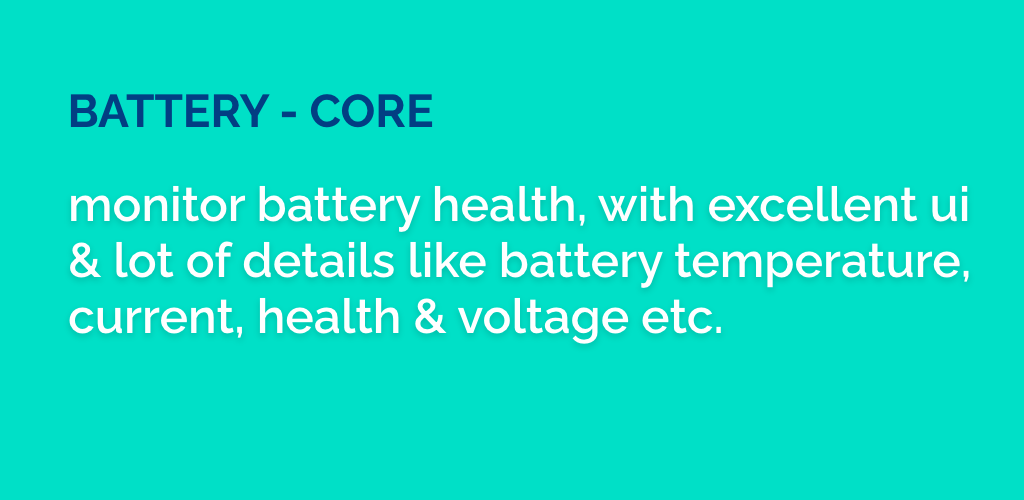 BATTERY - CORE
monitor battery health, with excellent ui
& lot of details like battery temperature,
current, health & voltage etc.